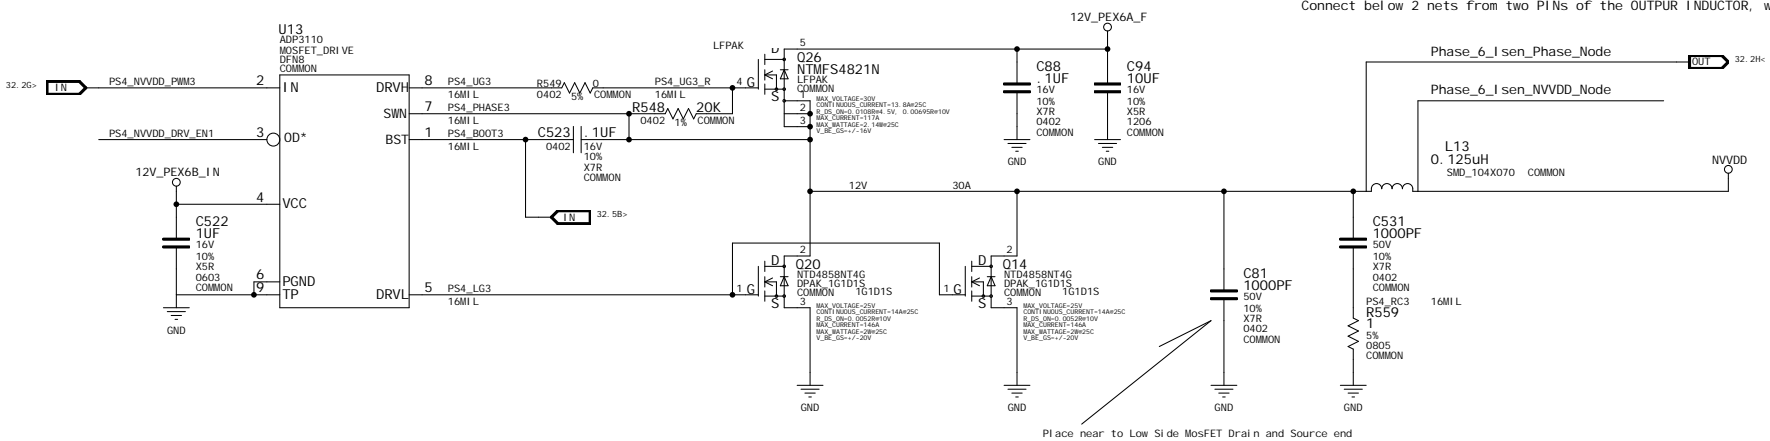 Connect below 2 nets from two PINs of the OUTPUR INDUCTOR, w
12V_PEX6A_F
U13
ADP3110
MOSFET_DRIVE
DFN8
COMMON
LFPAK
5
D
Q26
NTMFS4821N
LFPAK
COMMON
4 G
S
1
2
3
MAX_VOLTAGE=30V
CONTINUOUS_CURRENT=13.8A@25C
R_DS_ON=0.0108R@4.5V, 0.00695R@10V
MAX_CURRENT=117A
MAX_WATTAGE=2.14W@25C
V_BE_GS=+/-16V
C88
.1UF
16V
10%
X7R
0402
COMMON
GND
C94
10UF
16V
10%
X5R
1206
COMMON
GND
Phase_6_Isen_Phase_Node
OUT
32.2H<
Phase_6_Isen_NVVDD_Node
32.2G>
IN
PS4_NVVDD_PWM3
2
IN
DRVH
8
PS4_UG3
16MIL
R549
0
0402
5%
COMMON
PS4_UG3_R
16MIL
SWN
7
PS4_PHASE3
16MIL
R548
20K
0402
1%
COMMON
PS4_NVVDD_DRV_EN1
3
OD*
BST
1
PS4_BOOT3
16MIL
C523
.1UF
0402
16V
10%
X7R
COMMON
L13
0.125uH
SMD_104X070 COMMON
NVVDD
12V_PEX6B_IN
4
VCC
12V
30A
IN
32.5B>
C522
1UF
16V
10%
X5R
0603
COMMON
GND
6
PGND
9
TP
DRVL
5
PS4_LG3
16MIL
2
D
Q20
NTD4858NT4G
DPAK_1G1D1S
COMMON
1G1D1S
1 G
S
3
MAX_VOLTAGE=25V
CONTINUOUS_CURRENT=14A@25C
R_DS_ON=0.0052R@10V
MAX_CURRENT=146A
MAX_WATTAGE=2W@25C
V_BE_GS=+/-20V
GND
2
D
Q14
NTD4858NT4G
DPAK_1G1D1S
COMMON
1G1D1S
1 G
S
3
MAX_VOLTAGE=25V
CONTINUOUS_CURRENT=14A@25C
R_DS_ON=0.0052R@10V
MAX_CURRENT=146A
MAX_WATTAGE=2W@25C
V_BE_GS=+/-20V
GND
C81
1000PF
50V
10%
X7R
0402
COMMON
GND
C531
1000PF
50V
10%
X7R
0402
COMMON
PS4_RC3
16MIL
R559
1
5%
0805
COMMON
GND
Place near to Low Side MosFET Drain and Source end